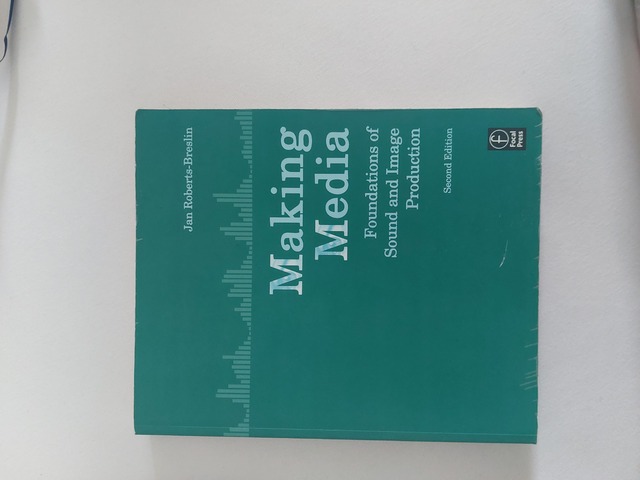 Jan Roberts-Breslin
Making
Media
Foundations of
Sound and Image
Production
Second Edition
Focal
Press